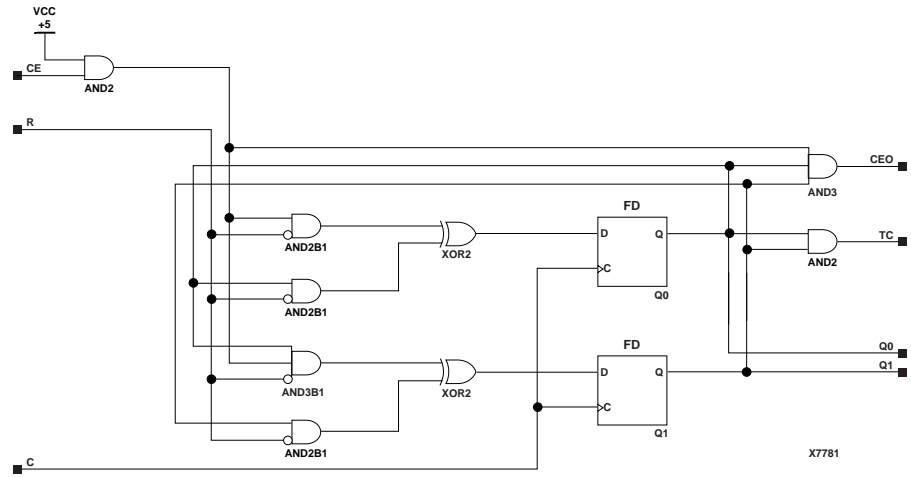 VCC
+5
CE
AND2
R
CEO
AND3
FD
AND2B1
D
Q
TC
XOR2
AND2
C
AND2B1
Q0
FD
Q0
D
Q
Q1
AND3B1
XOR2
C
Q1
AND2B1
X7781
C